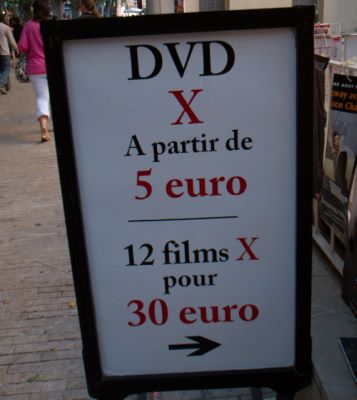 DVD
X
A partir de
5 euro
12 films X
pour
30 euro